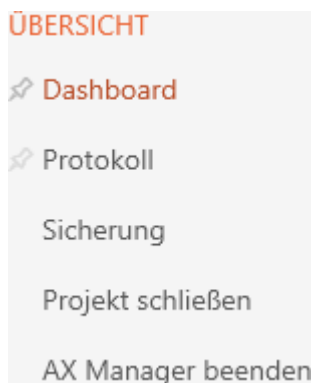 ÜBERSICHT
Dashboard
Protokoll
Sicherung
Projekt schließen
AX Manager beenden